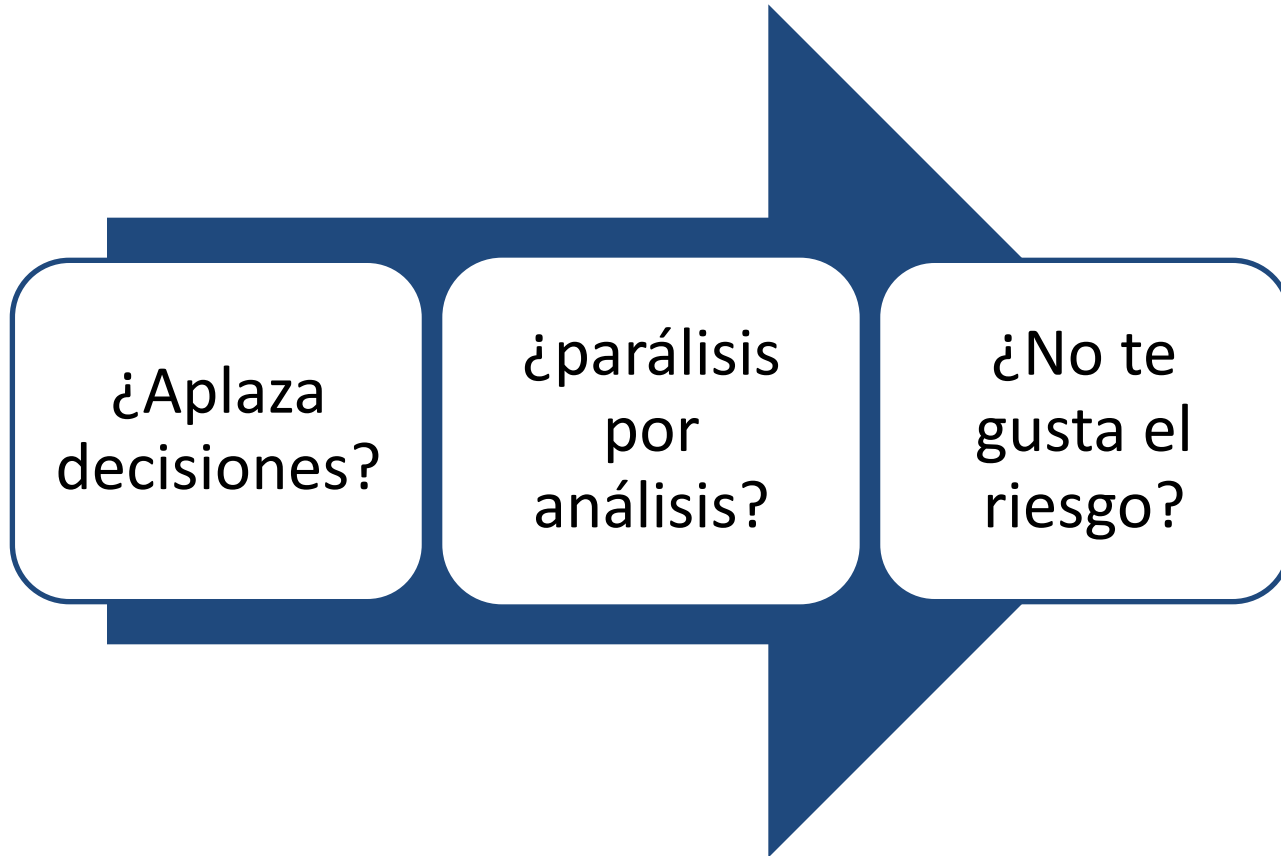 ¿Aplaza
decisiones?
¿parálisis
por
análisis?
¿No te
gusta el
riesgo?